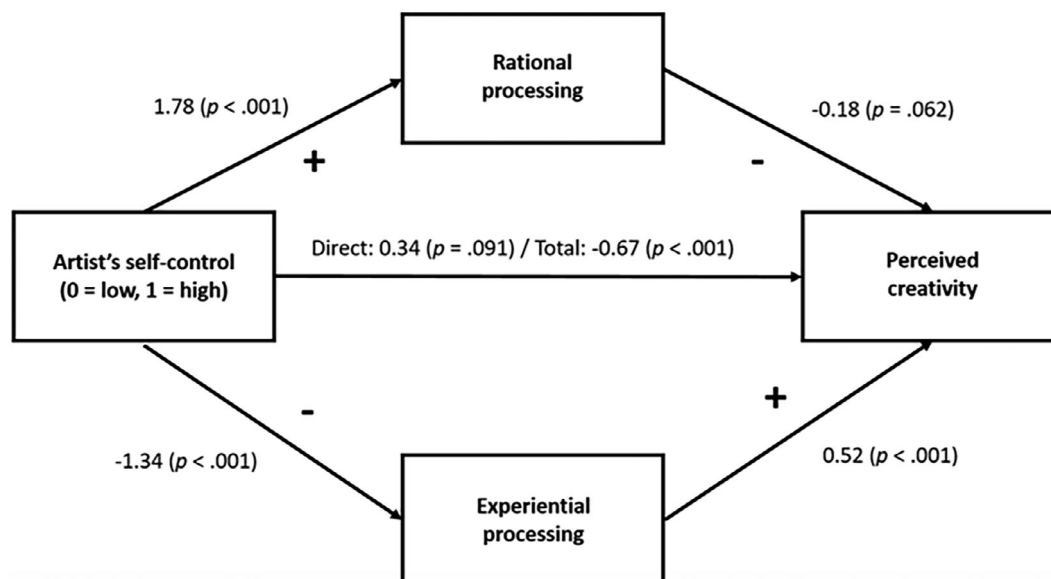 Rational
processing
1.78 (p < .001)
-0.18 (p = .062)
+
-
Artist's self-control
(0 = low, 1 = high)
Direct: 0.34 (p = .091) / Total: -0.67 (p < .001)
Perceived
creativity
-
+
-1.34 (p < .001)
0.52 (p < .001)
Experiential
processing